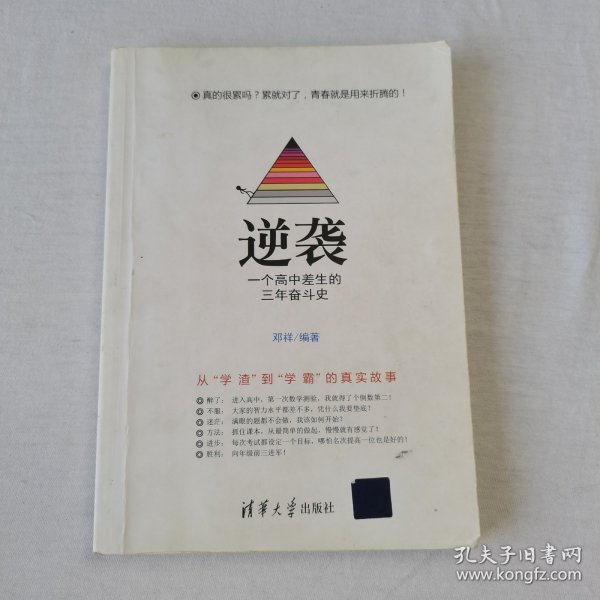 ◉真的很累吗？累就对了，青春就是用来折腾的！
逆袭
一个高中差生的
三年奋斗史
邓祥/编著
从“学渣”到“学霸”的真实故事
◎醉了：进入高中，第一次数学测验，我就得了个倒数第二！
◎不服：大家的智力水平都差不多，凭什么我要垫底？
◎迷茫：满眼的题都不会做，我该如何开始？
◎方法：抓住课本，从最简单的做起，慢慢就有感觉了！
◎进步：每次考试都设定一个目标，哪怕名次提高一位也是好的！
◎胜利：向年级前三进军！
清华大学出版社
孔夫子旧书网
www.kongfz.com